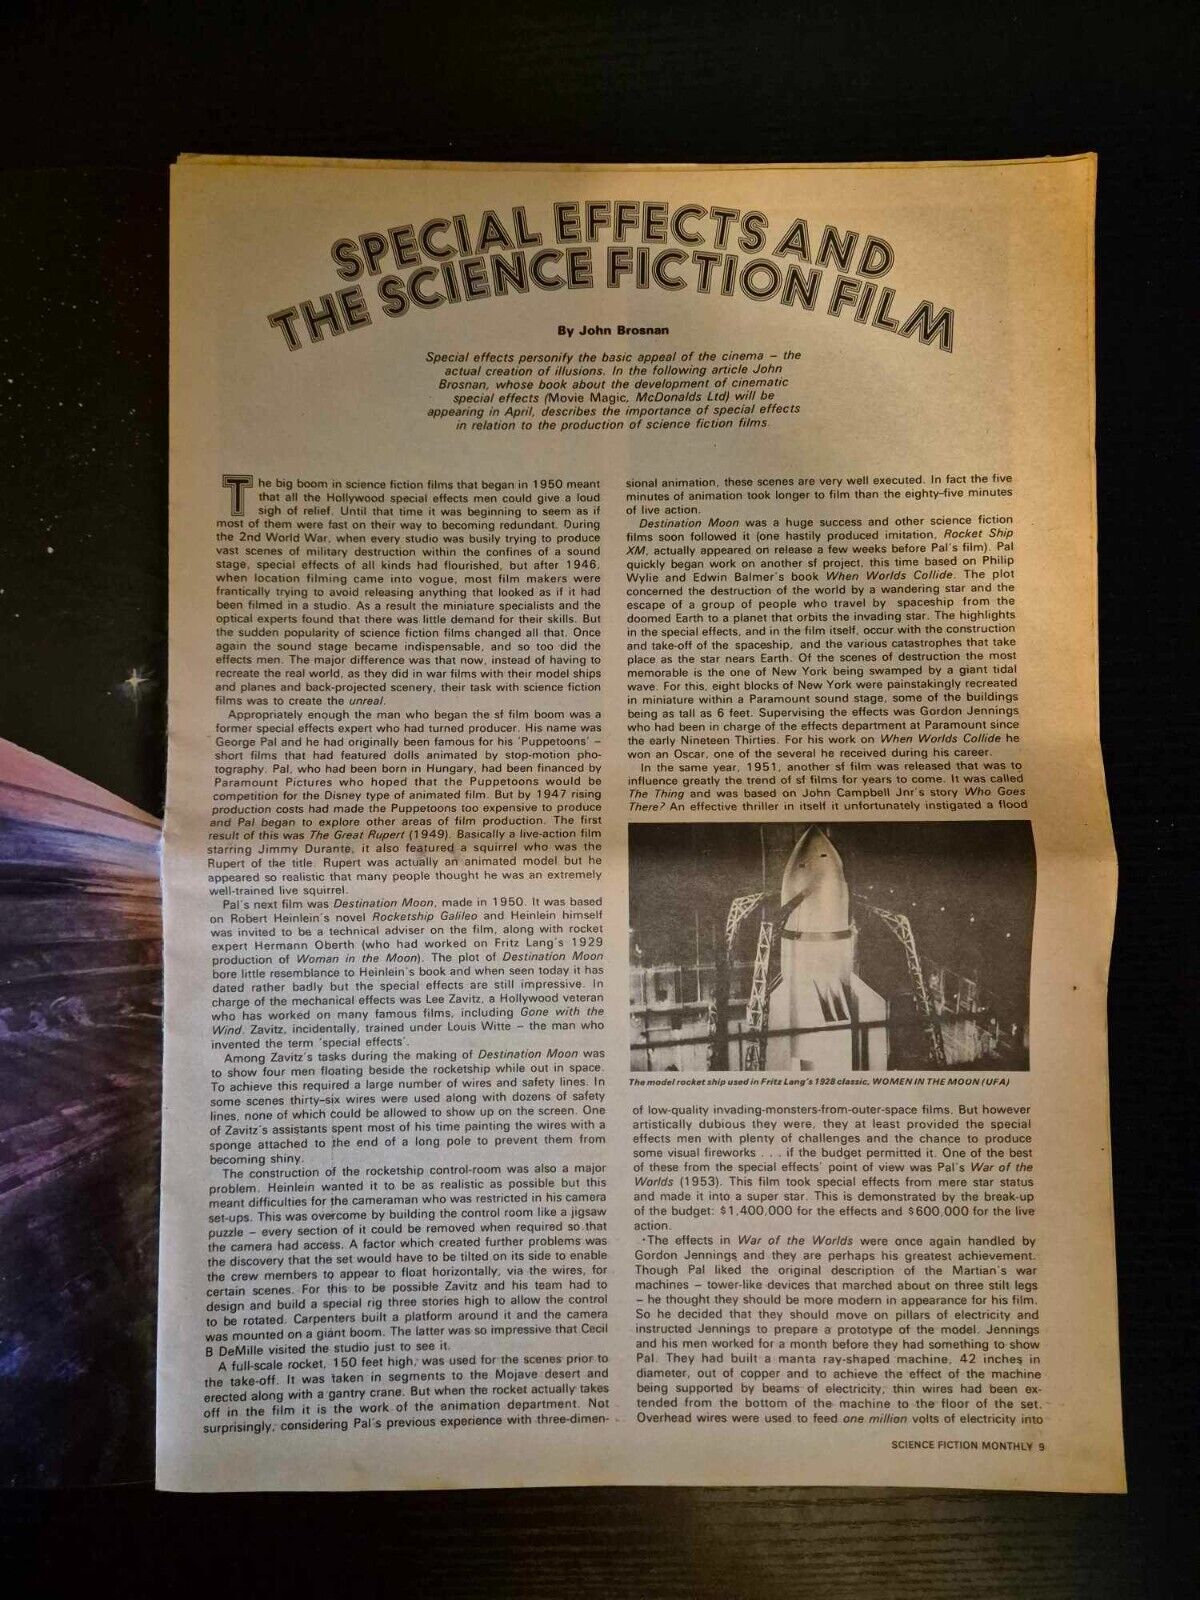 SPECIAL EFFECTS AND
THE SCIENCE FICTION FILM
By John Brosnan
Special effects personify the basic appeal of the cinema – the
actual creation of illusions. In the following article John
Brosnan, whose book about the development of cinematic
special effects (Movie Magic, McDonalds Ltd) will be
appearing in April, describes the importance of special effects
in relation to the production of science fiction films.
The big boom in science fiction films that began in 1950 meant
that all the Hollywood special effects men could give a loud
sigh of relief. Until that time it was beginning to seem as if
most of them were fast on their way to becoming redundant. During
the 2nd World War, when every studio was busily trying to produce
vast scenes of military destruction within the confines of a sound
stage, special effects of all kinds had flourished, but after 1946,
when location filming came into vogue, most film makers were
frantically trying to avoid releasing anything that looked as if it had
been filmed in a studio. As a result the miniature specialists and the
optical experts found that there was little demand for their skills. But
the sudden popularity of science fiction films changed all that. Once
again the sound stage became indispensable, and so too did the
effects men. The major difference was that now, instead of having to
recreate the real world, as they did in war films with their model ships
and planes and back-projected scenery, their task with science fiction
films was to create the unreal.
Appropriately enough the man who began the sf film boom was a
former special effects expert who had turned producer. His name was
George Pal and he had originally been famous for his 'Puppetoons' –
short films that had featured dolls animated by stop-motion pho-
tography. Pal, who had been born in Hungary, had been financed by
Paramount Pictures who hoped that the Puppetoons would be
competition for the Disney type of animated film. But by 1947 rising
production costs had made the Puppetoons too expensive to produce
and Pal began to explore other areas of film production. The first
result of this was The Great Rupert (1949). Basically a live-action film
starring Jimmy Durante, it also featured a squirrel who was the
Rupert of the title. Rupert was actually an animated model but he
appeared so realistic that many people thought he was an extremely
well-trained live squirrel.
Pal's next film was Destination Moon, made in 1950. It was based
on Robert Heinlein's novel Rocketship Galileo and Heinlein himself
was invited to be a technical adviser on the film, along with rocket
expert Hermann Oberth (who had worked on Fritz Lang's 1929
production of Woman in the Moon). The plot of Destination Moon
bore little resemblance to Heinlein's book and when seen today it has
dated rather badly but the special effects are still impressive. In
charge of the mechanical effects was Lee Zavitz, a Hollywood veteran
who has worked on many famous films, including Gone with the
Wind. Zavitz, incidentally, trained under Louis Witte – the man who
invented the term 'special effects'.
Among Zavitz's tasks during the making of Destination Moon was
to show four men floating beside the rocketship while out in space.
To achieve this required a large number of wires and safety lines. In
some scenes thirty-six wires were used along with dozens of safety
lines, none of which could be allowed to show up on the screen. One
of Zavitz's assistants spent most of his time painting the wires with a
sponge attached to the end of a long pole to prevent them from
becoming shiny.
The construction of the rocketship control-room was also a major
problem. Heinlein wanted it to be as realistic as possible but this
meant difficulties for the cameraman who was restricted in his camera
set-ups. This was overcome by building the control room like a jigsaw
puzzle – every section of it could be removed when required so that
the camera had access. A factor which created further problems was
the discovery that the set would have to be tilted on its side to enable
the crew members to appear to float horizontally, via the wires, for
certain scenes. For this to be possible Zavitz and his team had to
design and build a special rig three stories high to allow the control
to be rotated. Carpenters built a platform around it and the camera
was mounted on a giant boom. The latter was so impressive that Cecil
B DeMille visited the studio just to see it.
A full-scale rocket, 150 feet high, was used for the scenes prior to
the take-off. It was taken in segments to the Mojave desert and
erected along with a gantry crane. But when the rocket actually takes
off in the film it is the work of the animation department. Not
surprisingly, considering Pal's previous experience with three-dimen-
sional animation, these scenes are very well executed. In fact the five
minutes of animation took longer to film than the eighty-five minutes
of live action.
Destination Moon was a huge success and other science fiction
films soon followed it (one hastily produced imitation, Rocket Ship
XM, actually appeared on release a few weeks before Pal's film). Pal
quickly began work on another sf project, this time based on Philip
Wylie and Edwin Balmer's book When Worlds Collide. The plot
concerned the destruction of the world by a wandering star and the
escape of a group of people who travel by spaceship from the
doomed Earth to a planet that orbits the invading star. The highlights
in the special effects, and in the film itself, occur with the construction
and take-off of the spaceship, and the various catastrophes that take
place as the star nears Earth. Of the scenes of destruction the most
memorable is the one of New York being swamped by a giant tidal
wave. For this, eight blocks of New York were painstakingly recreated
in miniature within a Paramount sound stage, some of the buildings
being as tall as 6 feet. Supervising the effects was Gordon Jennings
who had been in charge of the effects department at Paramount since
the early Nineteen Thirties. For his work on When Worlds Collide he
won an Oscar, one of the several he received during his career.
In the same year, 1951, another sf film was released that was to
influence greatly the trend of sf films for years to come. It was called
The Thing and was based on John Campbell Jnr's story Who Goes
There? An effective thriller in itself it unfortunately instigated a flood
The model rocket ship used in Fritz Lang's 1928 classic, WOMEN IN THE MOON (UFA)
of low-quality invading-monsters-from-outer-space films. But however
artistically dubious they were, they at least provided the special
effects men with plenty of challenges and the chance to produce
some visual fireworks . . . if the budget permitted it. One of the best
of these from the special effects' point of view was Pal's War of the
Worlds (1953). This film took special effects from mere star status
and made it into a super star. This is demonstrated by the break-up
of the budget: $1,400,000 for the effects and $600,000 for the live
action.
The effects in War of the Worlds were once again handled by
Gordon Jennings and they are perhaps his greatest achievement.
Though Pal liked the original description of the Martian's war
machines – tower-like devices that marched about on three stilt legs
– he thought they should be more modern in appearance for his film.
So he decided that they should move on pillars of electricity and
instructed Jennings to prepare a prototype of the model. Jennings
and his men worked for a month before they had something to show
Pal. They had built a manta ray-shaped machine, 42 inches in
diameter, out of copper and to achieve the effect of the machine
being supported by beams of electricity, thin wires had been ex-
tended from the bottom of the machine to the floor of the set.
Overhead wires were used to feed one million volts of electricity into
SCIENCE FICTION MONTHLY 9